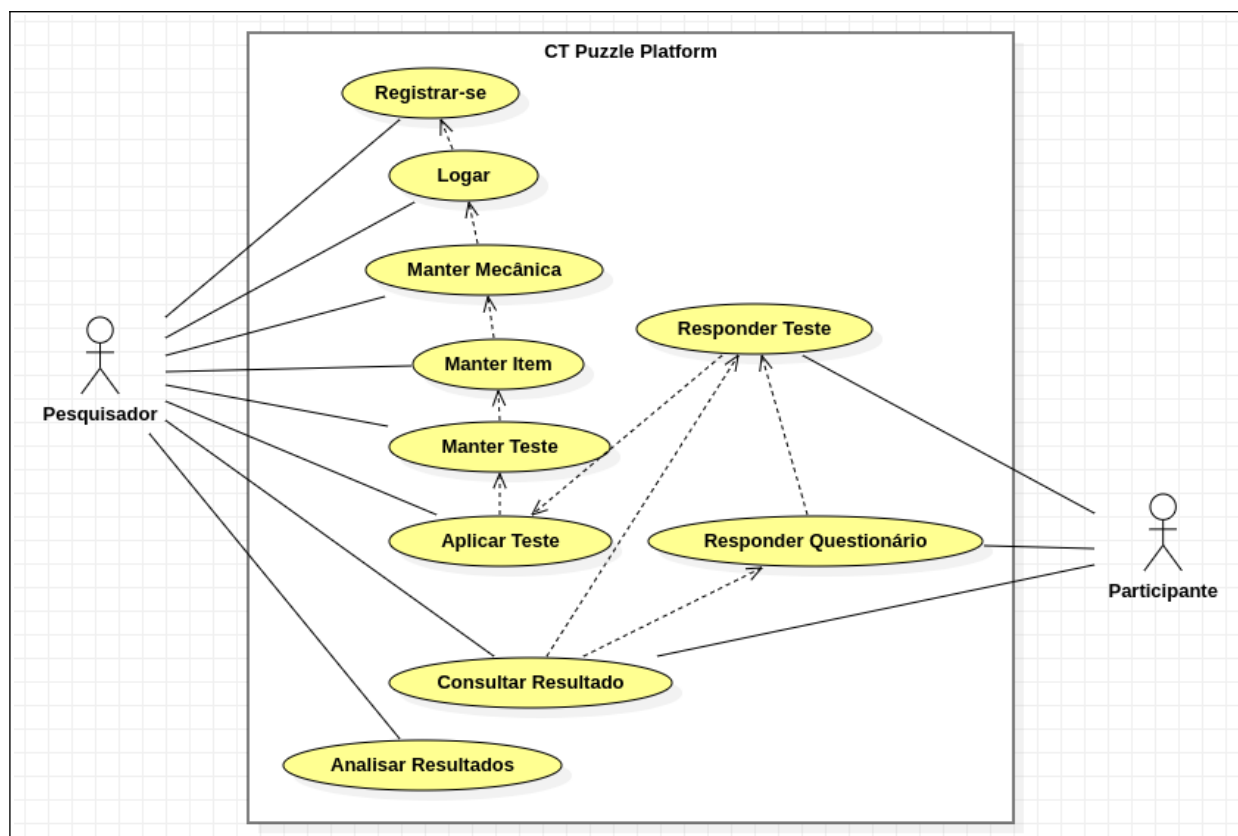 CT Puzzle Platform
Registrar-se
Logar
Manter Mecânica
Responder Teste
Manter Item
Pesquisador
Manter Teste
Aplicar Teste
Responder Questionário
Participante
Consultar Resultado
Analisar Resultados